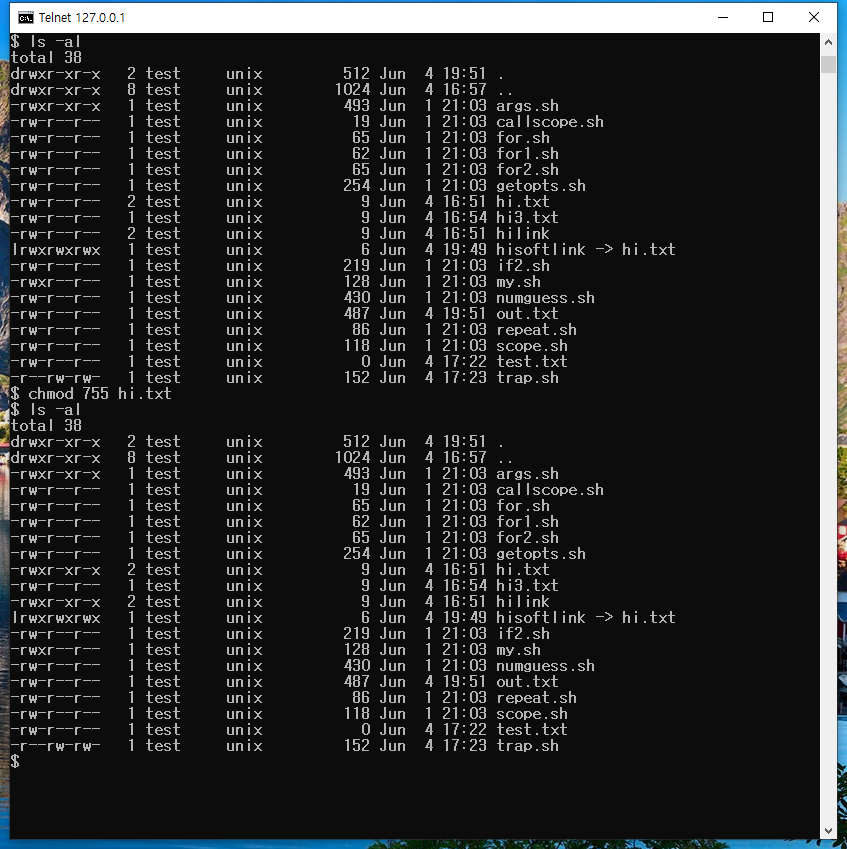 Telnet 127.0.0.1
$ ls -al
total 38
drwxr-xr-x   2 test     unix         512 Jun  4 19:51 .
drwxr-xr-x   8 test     unix        1024 Jun  4 16:57 ..
-rwxr-xr-x   1 test     unix         493 Jun  1 21:03 args.sh
-rw-r--r--   1 test     unix          19 Jun  1 21:03 callscope.sh
-rw-r--r--   1 test     unix          65 Jun  1 21:03 for.sh
-rw-r--r--   1 test     unix          62 Jun  1 21:03 for1.sh
-rw-r--r--   1 test     unix          65 Jun  1 21:03 for2.sh
-rw-r--r--   1 test     unix         254 Jun  1 21:03 getopts.sh
-rw-r--r--   2 test     unix           9 Jun  4 16:51 hi.txt
-rw-r--r--   1 test     unix           9 Jun  4 16:54 hi3.txt
-rw-r--r--   2 test     unix           9 Jun  4 16:51 hilink
lrwxrwxrwx   1 test     unix           6 Jun  4 19:49 hisoftlink -> hi.txt
-rw-r--r--   1 test     unix         219 Jun  1 21:03 if2.sh
-rwxr--r--   1 test     unix         128 Jun  1 21:03 my.sh
-rw-r--r--   1 test     unix         430 Jun  1 21:03 numguess.sh
-rw-r--r--   1 test     unix         487 Jun  4 19:51 out.txt
-rw-r--r--   1 test     unix          86 Jun  1 21:03 repeat.sh
-rw-r--r--   1 test     unix         118 Jun  1 21:03 scope.sh
-rw-r--r--   1 test     unix           0 Jun  4 17:22 test.txt
-r--rw-rw-   1 test     unix         152 Jun  4 17:23 trap.sh
$ chmod 755 hi.txt
$ ls -al
total 38
drwxr-xr-x   2 test     unix         512 Jun  4 19:51 .
drwxr-xr-x   8 test     unix        1024 Jun  4 16:57 ..
-rwxr-xr-x   1 test     unix         493 Jun  1 21:03 args.sh
-rw-r--r--   1 test     unix          19 Jun  1 21:03 callscope.sh
-rw-r--r--   1 test     unix          65 Jun  1 21:03 for.sh
-rw-r--r--   1 test     unix          62 Jun  1 21:03 for1.sh
-rw-r--r--   1 test     unix          65 Jun  1 21:03 for2.sh
-rw-r--r--   1 test     unix         254 Jun  1 21:03 getopts.sh
-rwxr-xr-x   2 test     unix           9 Jun  4 16:51 hi.txt
-rw-r--r--   1 test     unix           9 Jun  4 16:54 hi3.txt
-rwxr-xr-x   2 test     unix           9 Jun  4 16:51 hilink
lrwxrwxrwx   1 test     unix           6 Jun  4 19:49 hisoftlink -> hi.txt
-rw-r--r--   1 test     unix         219 Jun  1 21:03 if2.sh
-rwxr--r--   1 test     unix         128 Jun  1 21:03 my.sh
-rw-r--r--   1 test     unix         430 Jun  1 21:03 numguess.sh
-rw-r--r--   1 test     unix         487 Jun  4 19:51 out.txt
-rw-r--r--   1 test     unix          86 Jun  1 21:03 repeat.sh
-rw-r--r--   1 test     unix         118 Jun  1 21:03 scope.sh
-rw-r--r--   1 test     unix           0 Jun  4 17:22 test.txt
-r--rw-rw-   1 test     unix         152 Jun  4 17:23 trap.sh
$